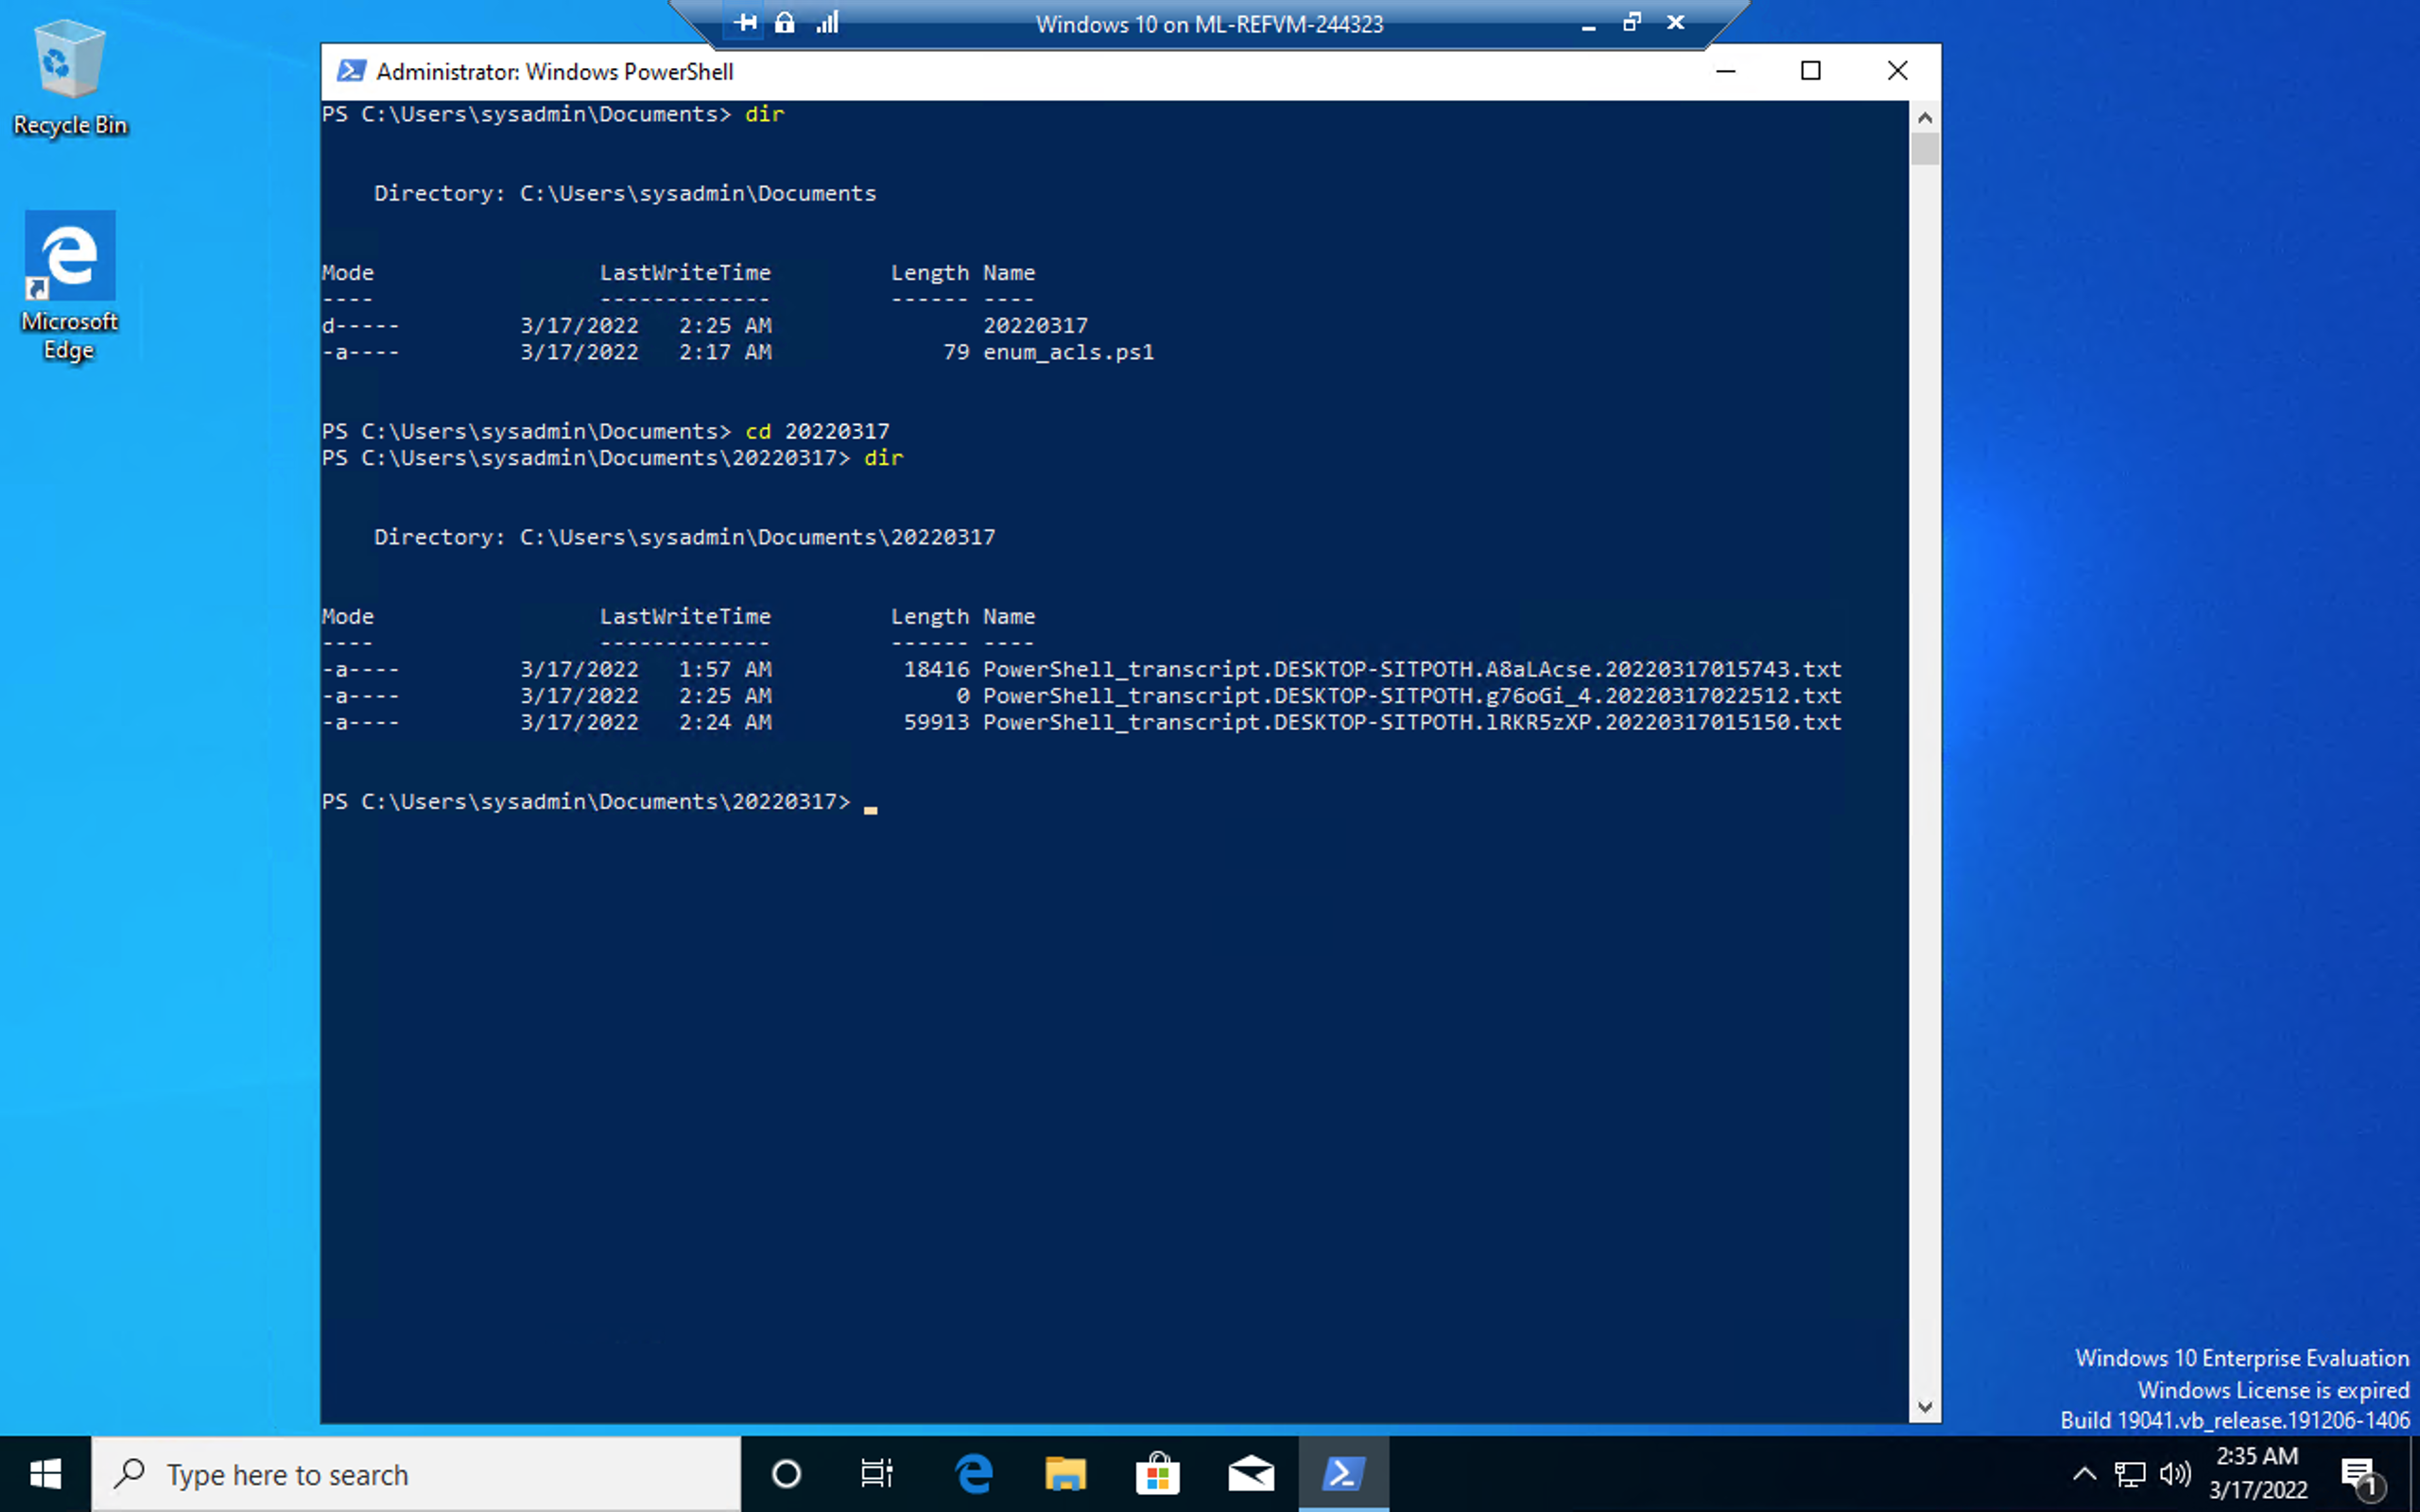 Windows 10 on ML-REFVM-244323
Recycle Bin
Microsoft
Edge
Administrator: Windows PowerShell
PS C:\Users\sysadmin\Documents> dir
Directory: C:\Users\sysadmin\Documents
Mode LastWriteTime Length Name
---- ------------- ------ ----
d----- 3/17/2022 2:25 AM 20220317
-a---- 3/17/2022 2:17 AM 79 enum_acls.ps1
PS C:\Users\sysadmin\Documents> cd 20220317
PS C:\Users\sysadmin\Documents\20220317> dir
Directory: C:\Users\sysadmin\Documents\20220317
Mode LastWriteTime Length Name
---- ------------- ------ ----
-a---- 3/17/2022 1:57 AM 18416 PowerShell_transcript.DESKTOP-SITPOTH.A8aLAcse.20220317015743.txt
-a---- 3/17/2022 2:25 AM 0 PowerShell_transcript.DESKTOP-SITPOTH.g76oGi_4.20220317022512.txt
-a---- 3/17/2022 2:24 AM 59913 PowerShell_transcript.DESKTOP-SITPOTH.lRKR5zXP.20220317015150.txt
PS C:\Users\sysadmin\Documents\20220317>
Windows 10 Enterprise Evaluation
Windows License is expired
Build 19041.vb_release.191206-1406
Type here to search
2:35 AM
3/17/2022
1